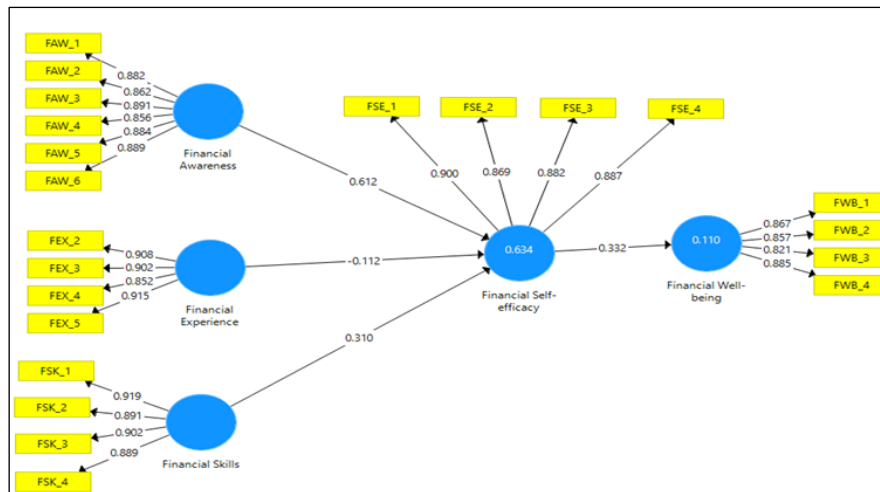 FAW_1
FAW_2
FAW_3
FAW_4
FAW_5
FAW_6
0.882
0.862
0.891
0.856
0.884
0.889
Financial
Awareness
FEX_2
FEX_3
FEX_4
FEX_5
0.908
0.902
0.852
0.915
Financial
Experience
FSK_1
FSK_2
FSK_3
FSK_4
0.919
0.891
0.902
0.889
Financial Skills
0.612
-0.112
0.310
FSE_1
FSE_2
FSE_3
FSE_4
0.900
0.869
0.882
0.887
0.634
Financial Self-
efficacy
0.332
0.110
Financial Well-
being
0.867
0.857
0.821
0.885
FWB_1
FWB_2
FWB_3
FWB_4